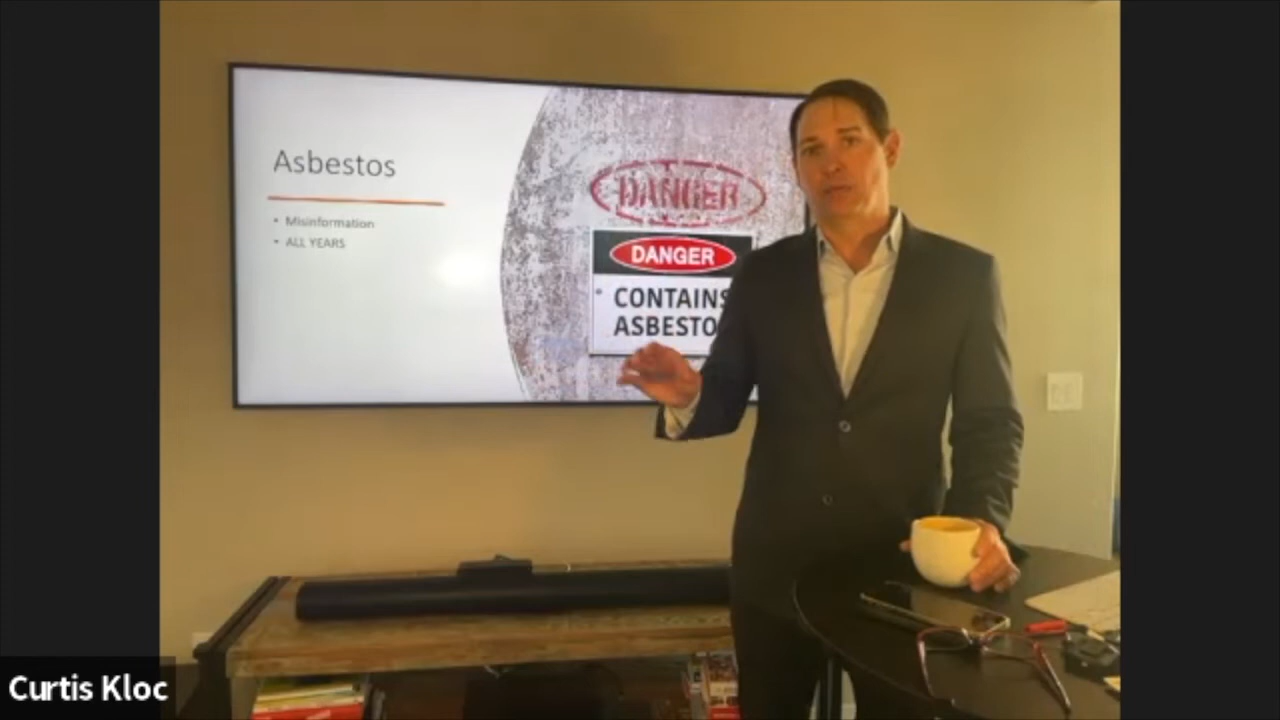 Asbestos
• Misinformation
• ALL YEARS
DANGER
DANGER
CONTAINS
ASBESTO
Curtis Kloc